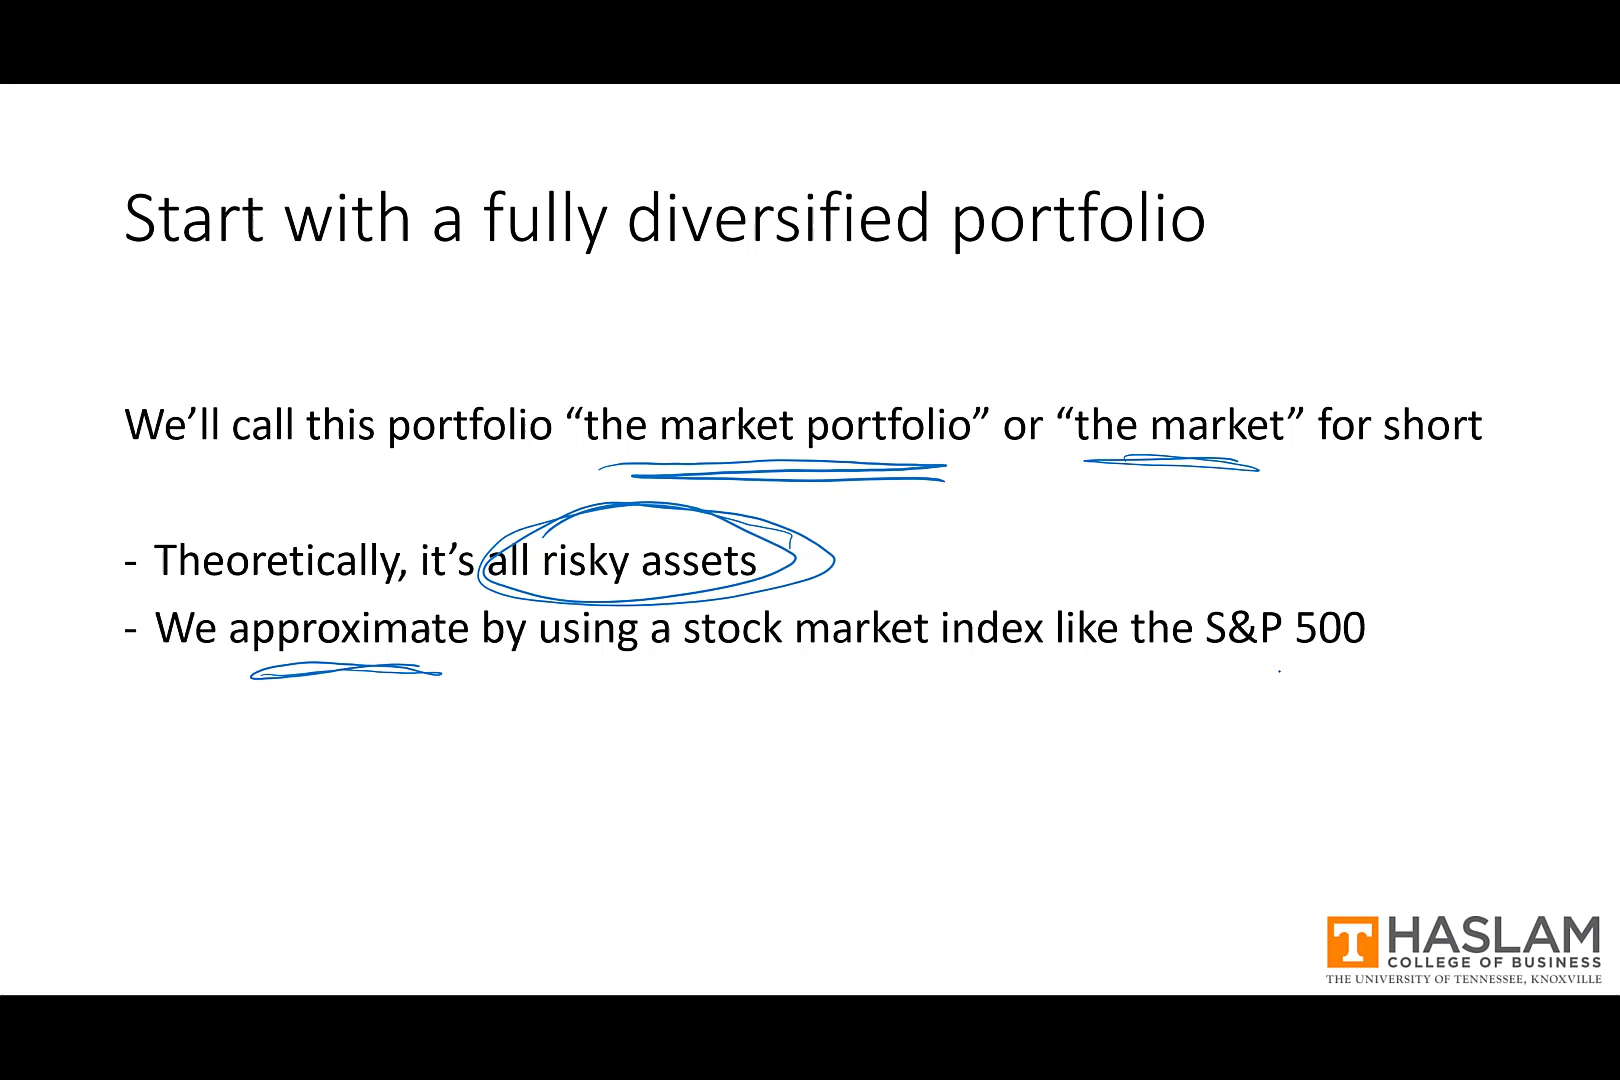 Start with a fully diversified portfolio
We’ll call this portfolio “the market portfolio” or “the market” for short
- Theoretically, it’s all risky assets
- We approximate by using a stock market index like the S&P 500
T HASLAM
COLLEGE OF BUSINESS
THE UNIVERSITY OF TENNESSEE, KNOXVILLE